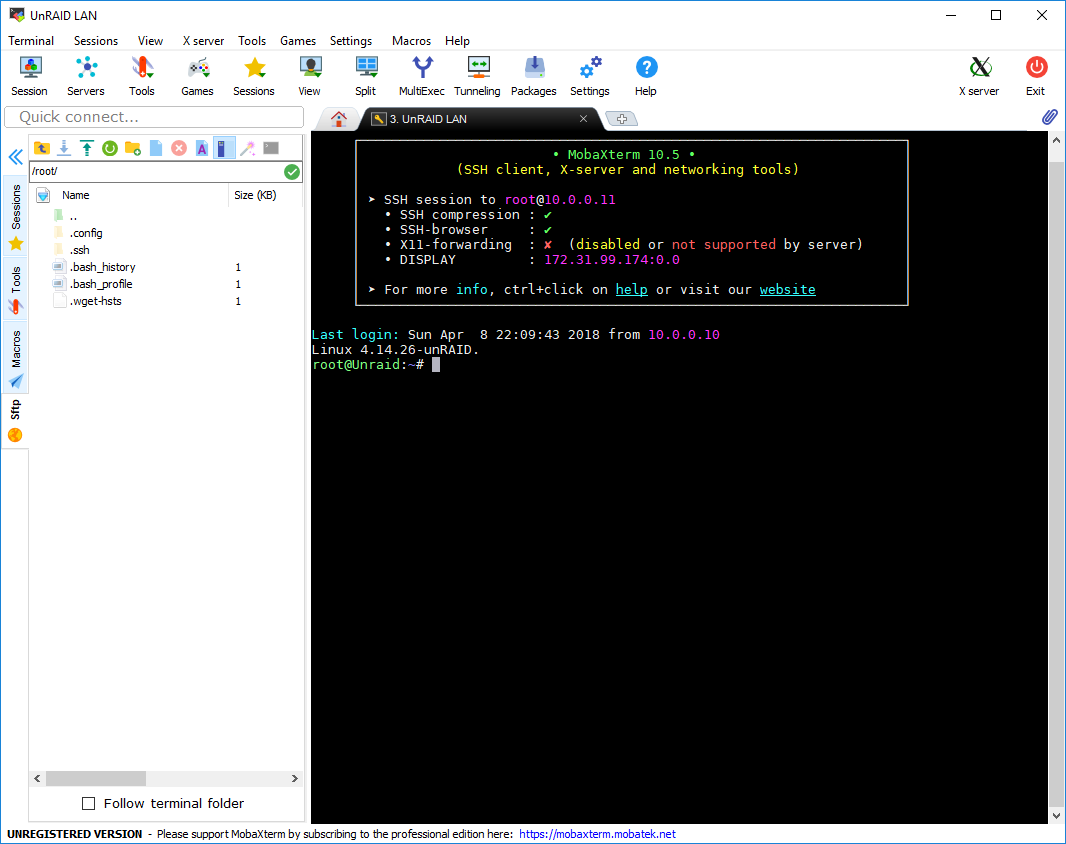 UnRAID LAN
Terminal Sessions View X server Tools Games Settings Macros Help
Session Servers Tools Games Sessions View Split MultiExec Tunneling Packages Settings Help X server Exit
Quick connect...
3. UnRAID LAN
/root/
Name Size (KB)
..
.config
.ssh
.bash_history 1
.bash_profile 1
.wget-hsts 1
Sessions
Tools
Macros
Sftp
Follow terminal folder
• MobaXterm 10.5 •
(SSH client, X-server and networking tools)
➤ SSH session to root@10.0.0.11
• SSH compression : ✔
• SSH-browser : ✔
• X11-forwarding : ✘ (disabled or not supported by server)
• DISPLAY : 172.31.99.174:0.0
➤ For more info, ctrl+click on help or visit our website
Last login: Sun Apr 8 22:09:43 2018 from 10.0.0.10
Linux 4.14.26-unRAID.
root@Unraid:~#
UNREGISTERED VERSION - Please support MobaXterm by subscribing to the professional edition here: https://mobaxterm.mobatek.net